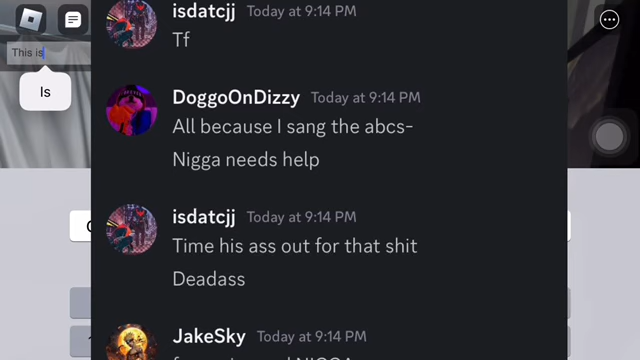 isdatcjj Today at 9:14 PM
Tf
This is
Is
DoggoOnDizzy Today at 9:14 PM
All because I sang the abcs-
Nigga needs help
isdatcjj Today at 9:14 PM
Time his ass out for that shit
Deadass
JakeSky Today at 9:14 PM